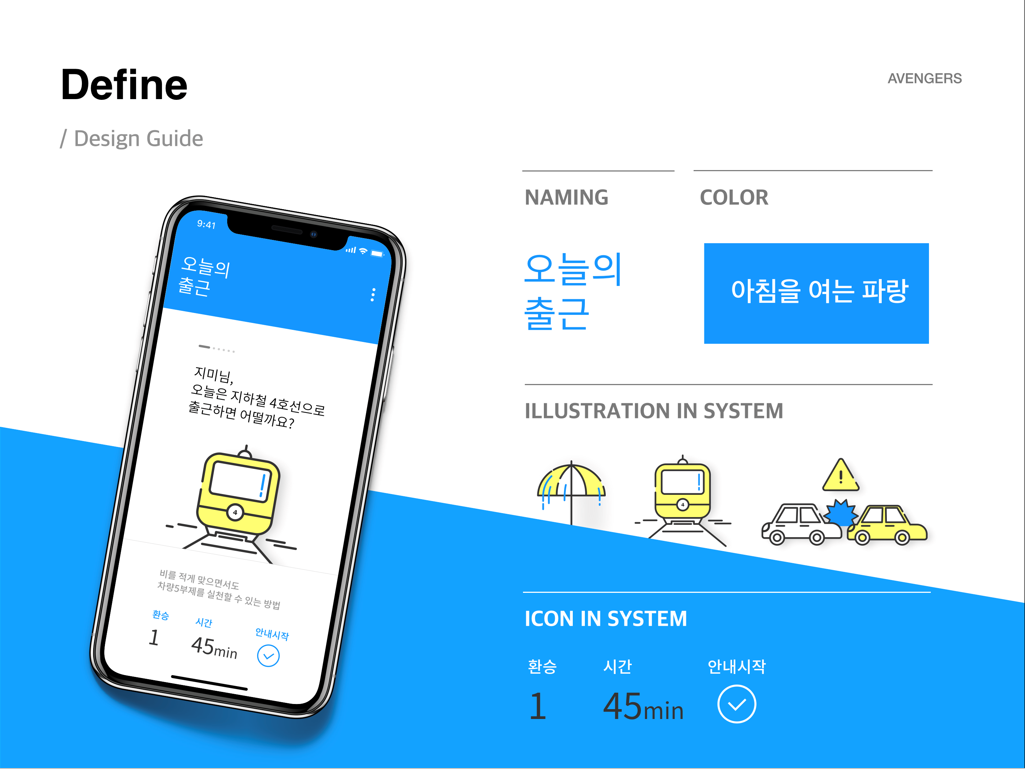 Define
AVENGERS
/ Design Guide
9:41
오늘의
출근
지미님,
오늘은 지하철 4호선으로
출근하면 어떨까요?
4
비를 적게 맞으면서도
차량5부제를 실천할 수 있는 방법
환승
시간
안내시작
1
45min
NAMING
COLOR
오늘의
출근
아침을 여는 파랑
ILLUSTRATION IN SYSTEM
4
!
ICON IN SYSTEM
환승
시간
안내시작
1
45min